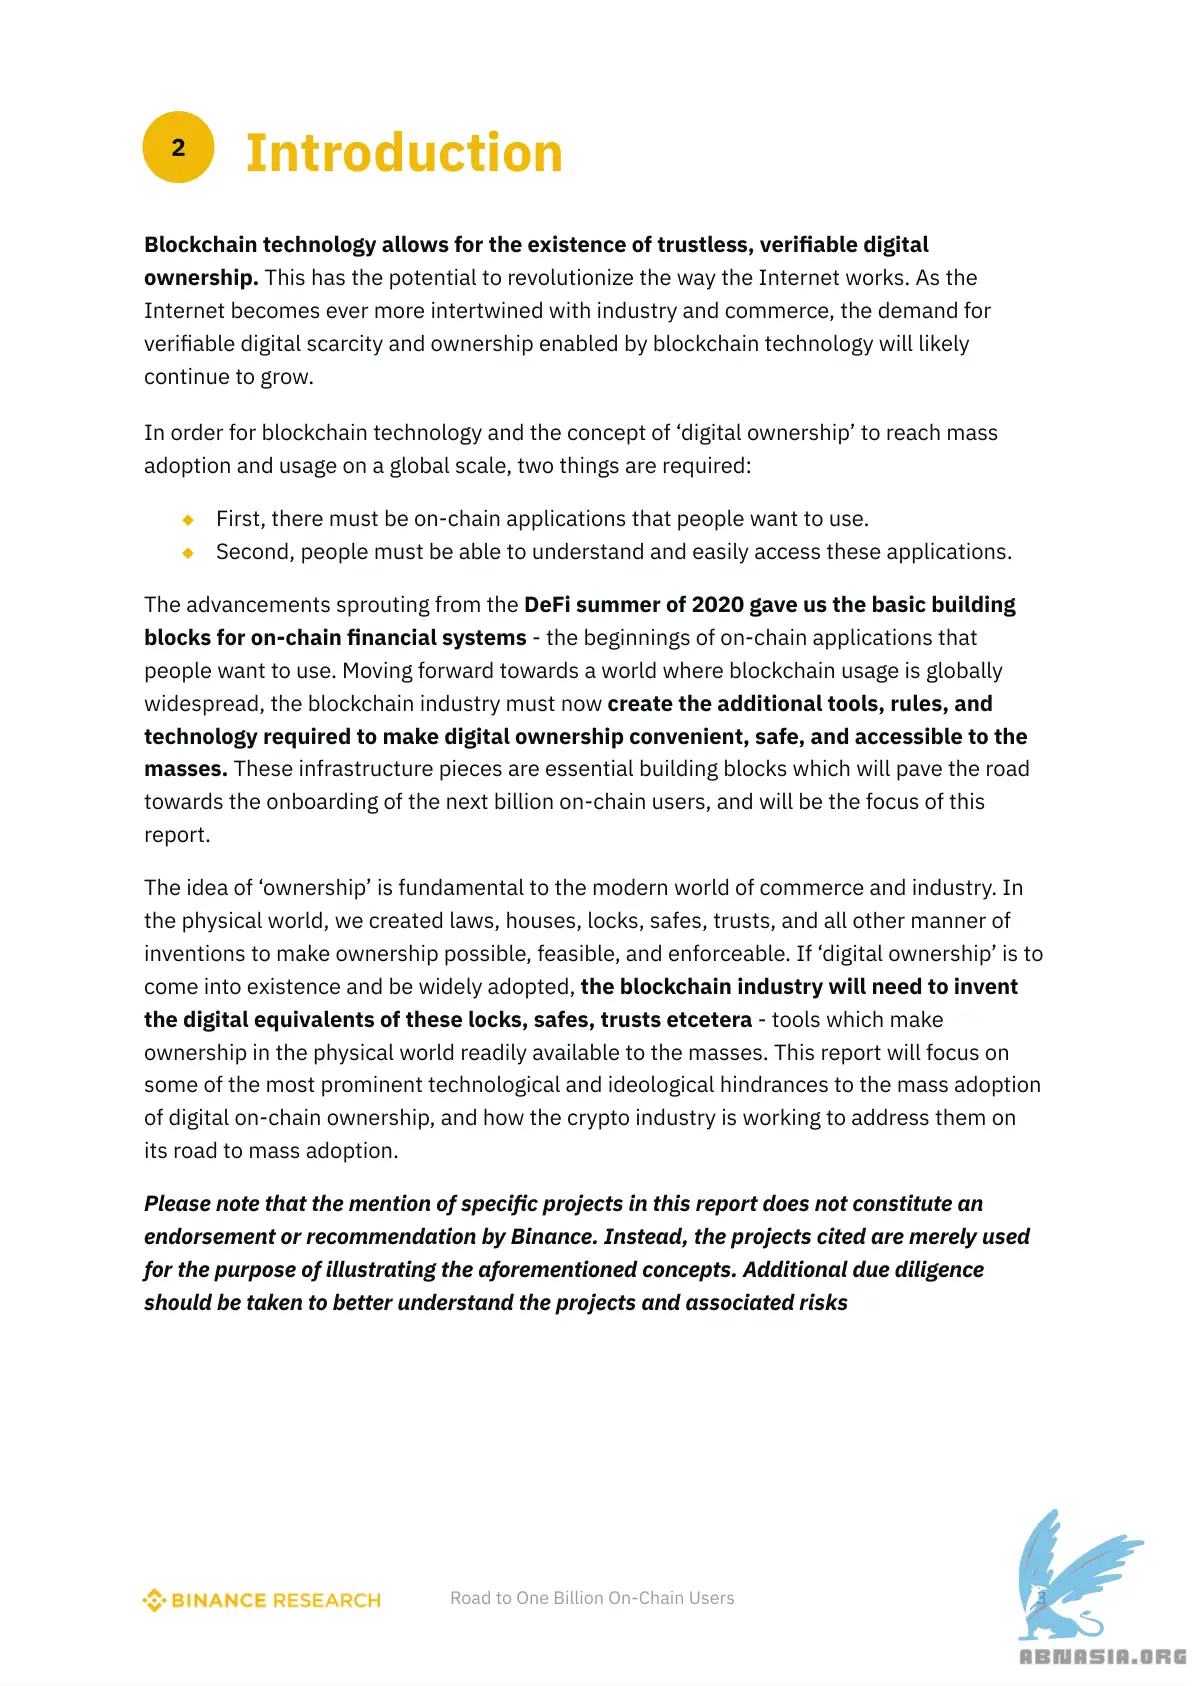 2
Introduction
Blockchain technology allows for the existence of trustless, verifiable digital
ownership. This has the potential to revolutionize the way the Internet works. As the
Internet becomes ever more intertwined with industry and commerce, the demand for
verifiable digital scarcity and ownership enabled by blockchain technology will likely
continue to grow.
In order for blockchain technology and the concept of ‘digital ownership’ to reach mass
adoption and usage on a global scale, two things are required:
◆ First, there must be on-chain applications that people want to use.
◆ Second, people must be able to understand and easily access these applications.
The advancements sprouting from the DeFi summer of 2020 gave us the basic building
blocks for on-chain financial systems - the beginnings of on-chain applications that
people want to use. Moving forward towards a world where blockchain usage is globally
widespread, the blockchain industry must now create the additional tools, rules, and
technology required to make digital ownership convenient, safe, and accessible to the
masses. These infrastructure pieces are essential building blocks which will pave the road
towards the onboarding of the next billion on-chain users, and will be the focus of this
report.
The idea of ‘ownership’ is fundamental to the modern world of commerce and industry. In
the physical world, we created laws, houses, locks, safes, trusts, and all other manner of
inventions to make ownership possible, feasible, and enforceable. If ‘digital ownership’ is to
come into existence and be widely adopted, the blockchain industry will need to invent
the digital equivalents of these locks, safes, trusts etcetera - tools which make
ownership in the physical world readily available to the masses. This report will focus on
some of the most prominent technological and ideological hindrances to the mass adoption
of digital on-chain ownership, and how the crypto industry is working to address them on
its road to mass adoption.
Please note that the mention of specific projects in this report does not constitute an
endorsement or recommendation by Binance. Instead, the projects cited are merely used
for the purpose of illustrating the aforementioned concepts. Additional due diligence
should be taken to better understand the projects and associated risks
BINANCE RESEARCH
Road to One Billion On-Chain Users
3
ABNASIA.ORG